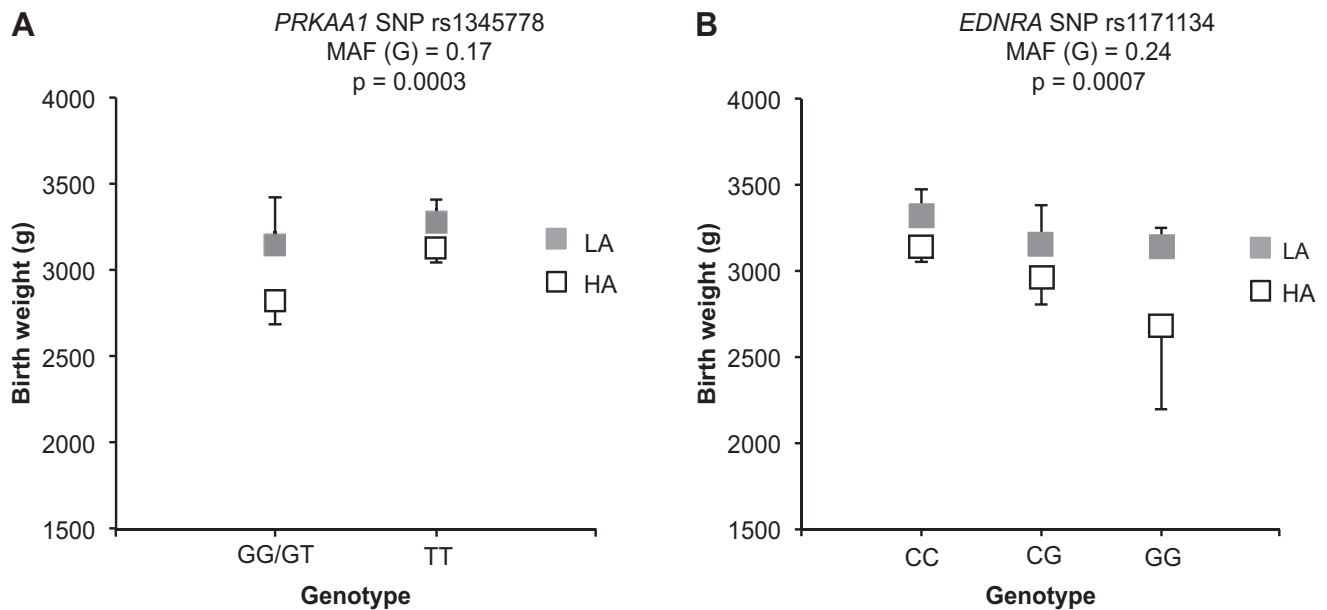 A
PRKAA1 SNP rs1345778
MAF (G) = 0.17
p = 0.0003
4000
3500
3000
2500
2000
1500
Birth weight (g)
GG/GT
TT
Genotype
LA
HA
B
EDNRA SNP rs1171134
MAF (G) = 0.24
p = 0.0007
4000
3500
3000
2500
2000
1500
Birth weight (g)
CC
CG
GG
Genotype
LA
HA